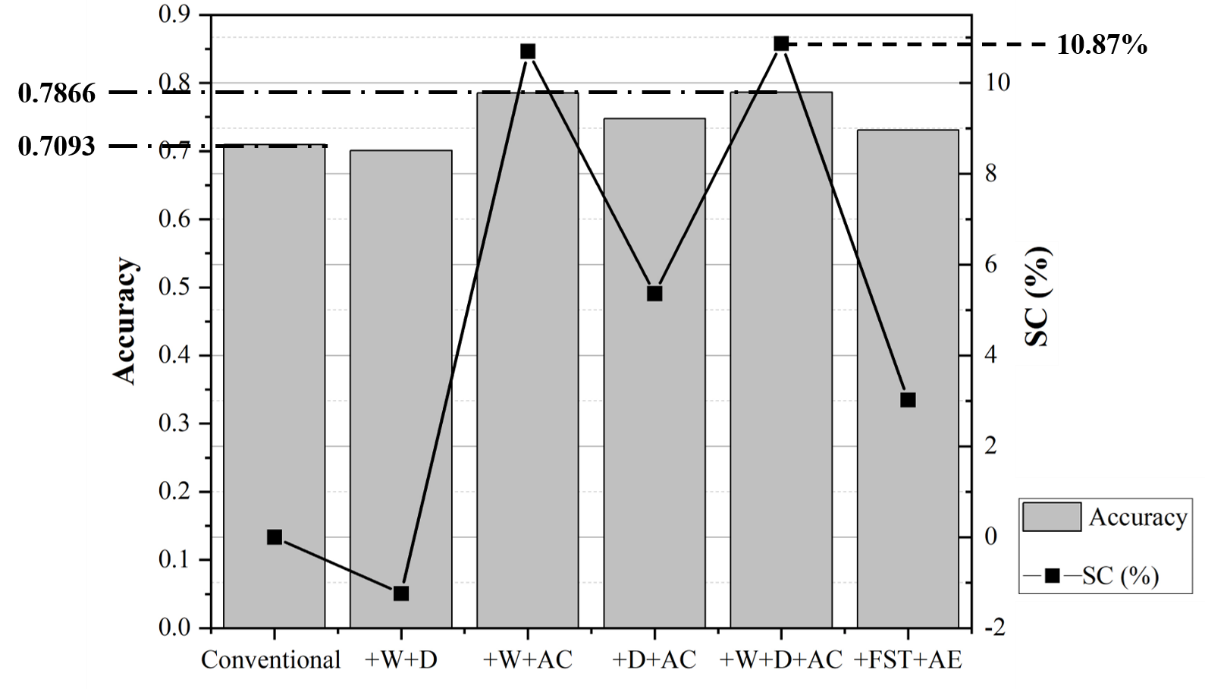 0.9
0.8
0.7
0.6
0.5
0.4
0.3
0.2
0.1
0.0
0.7866
0.7093
Accuracy
10.87%
10
8
6
4
2
0
-2
SC (%)
Conventional
+W+D
+W+AC
+D+AC
+W+D+AC
+FST+AE
Accuracy
SC (%)